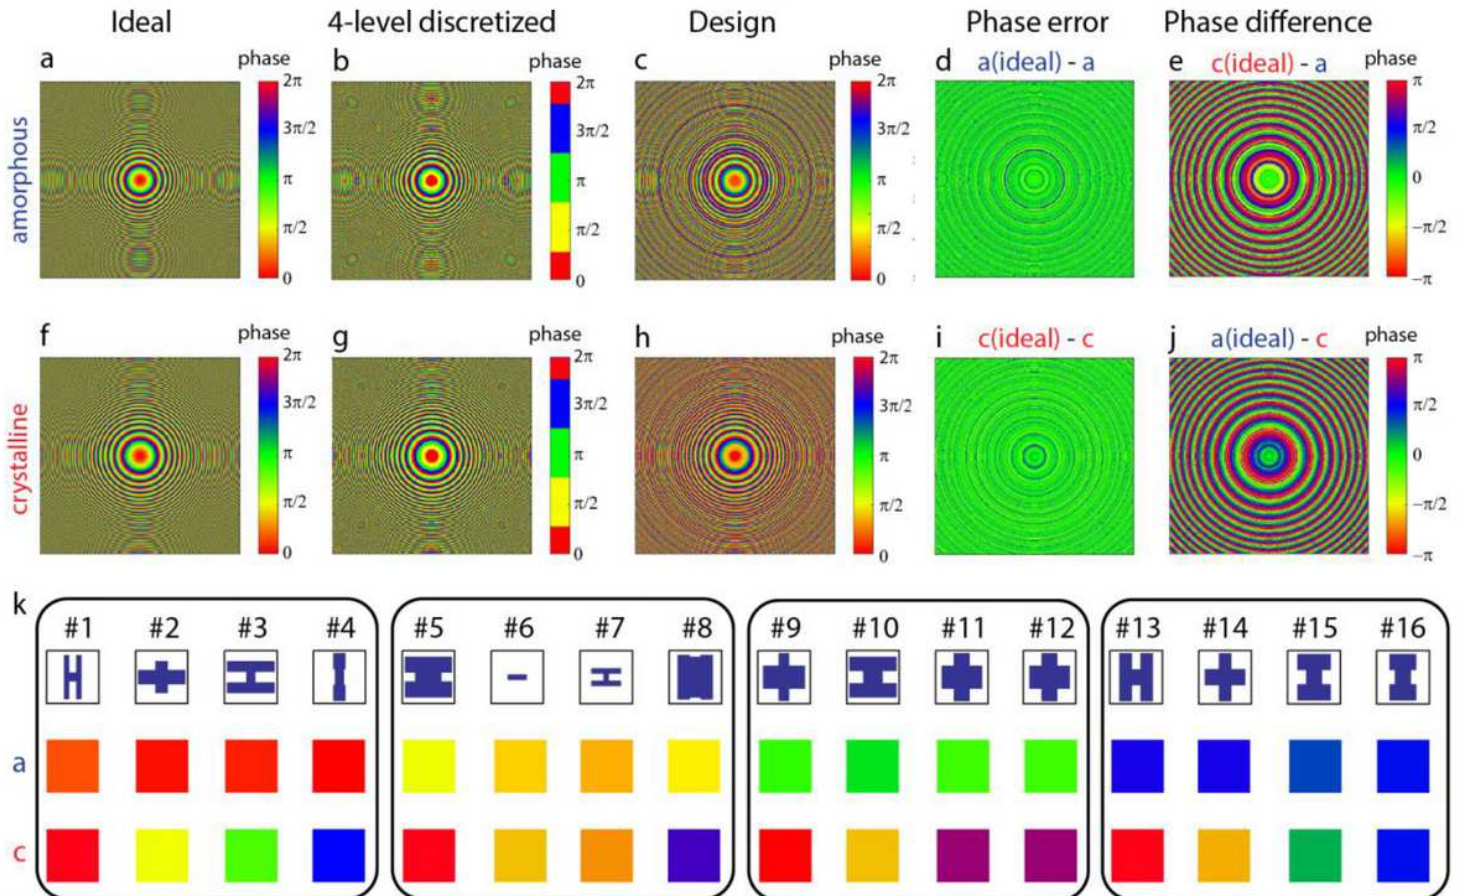 Ideal 4-level discretized Design Phase error Phase difference
a phase b phase c phase d a(ideal) - a e c(ideal) - a phase
amorphous
2π 2π 2π π
3π/2 3π/2 3π/2 π/2
π π π 0
π/2 π/2 π/2 −π/2
0 0 0 −π
f phase g phase h phase i c(ideal) - c j a(ideal) - c phase
crystalline
2π 2π 2π π
3π/2 3π/2 3π/2 π/2
π π π 0
π/2 π/2 π/2 −π/2
0 0 0 −π
k
#1 #2 #3 #4 #5 #6 #7 #8 #9 #10 #11 #12 #13 #14 #15 #16
a
c